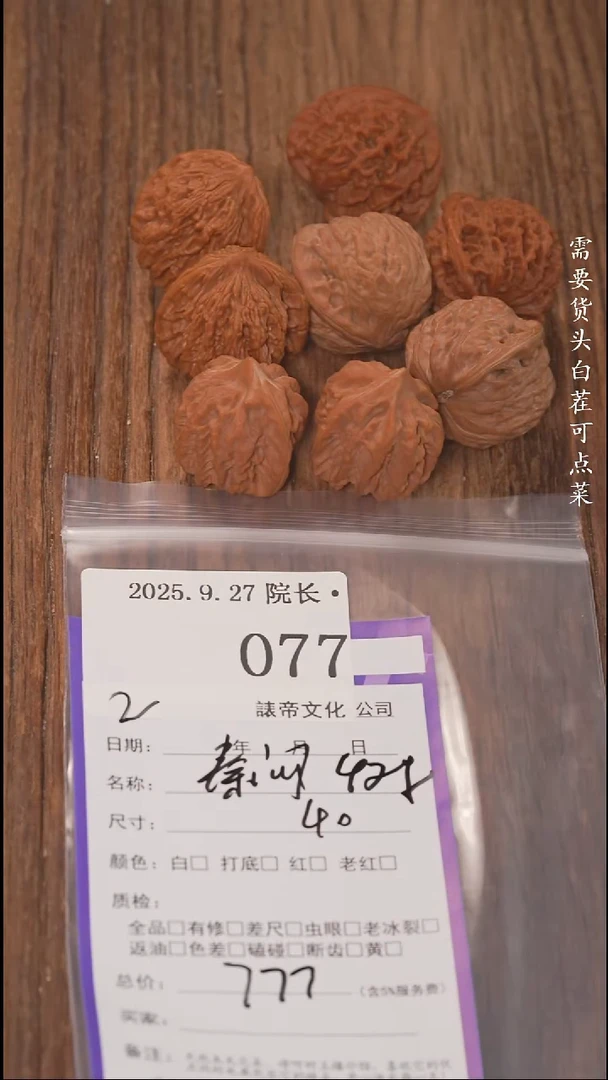 需要货头白茬可点菜
2025.9.27 院长·
077
2
誌帝文化 公司
日期: 年 月 日
名称: 秦
尺寸: 40
颜色: 白□ 打底□ 红□ 老红□
质检:
全品□有修□差尺□虫眼□老冰裂□
返油□色差□磕碰□断齿□黄□
总价: 777 (含5%服务费)
买家:
备注: